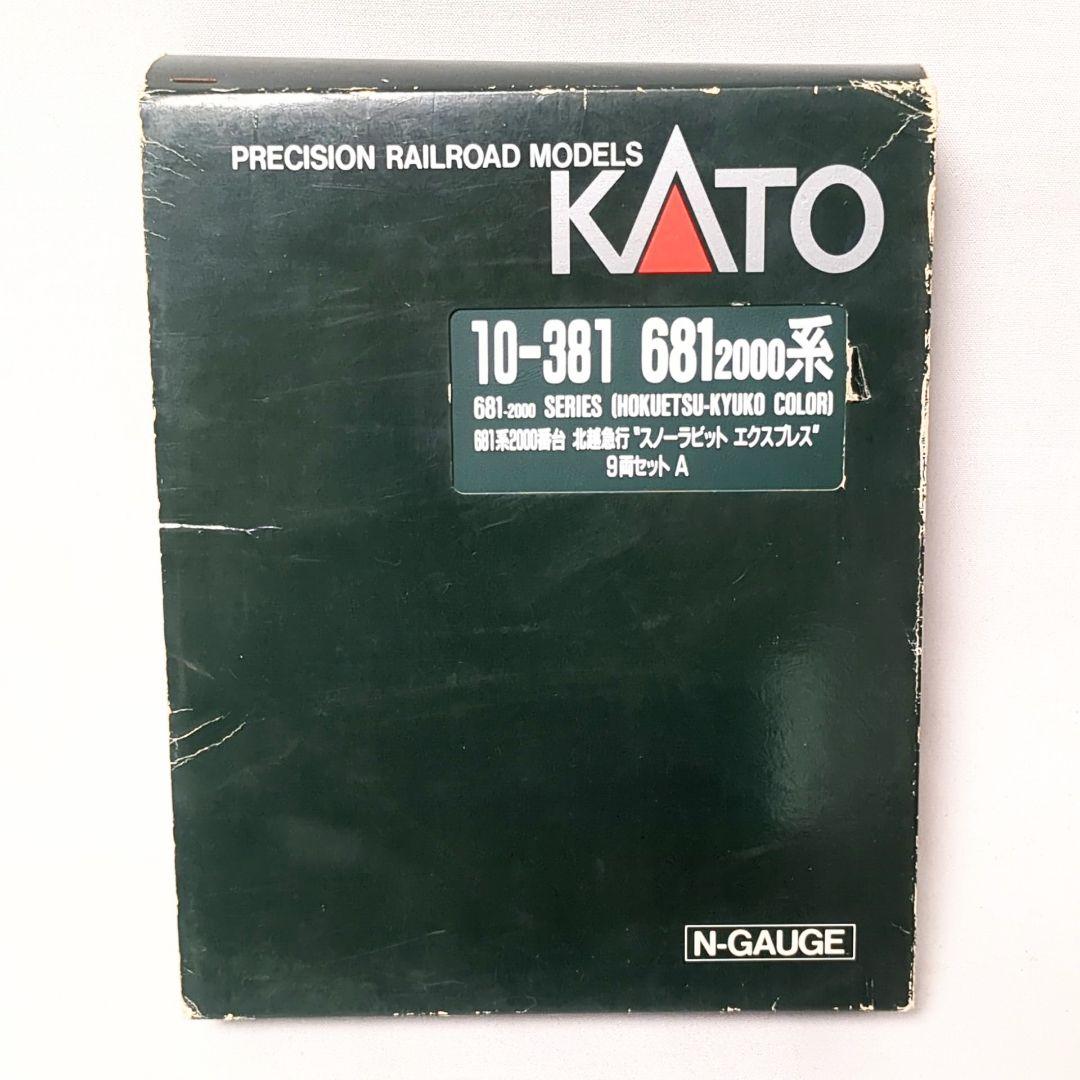 PRECISION RAILROAD MODELS
KATO
10-381 6812000系
681-2000 SERIES (HOKUETSU-KYUKO COLOR)
681系2000番台 北越急行 "スノーラビット エクスプレス"
9両セット A
N-GAUGE